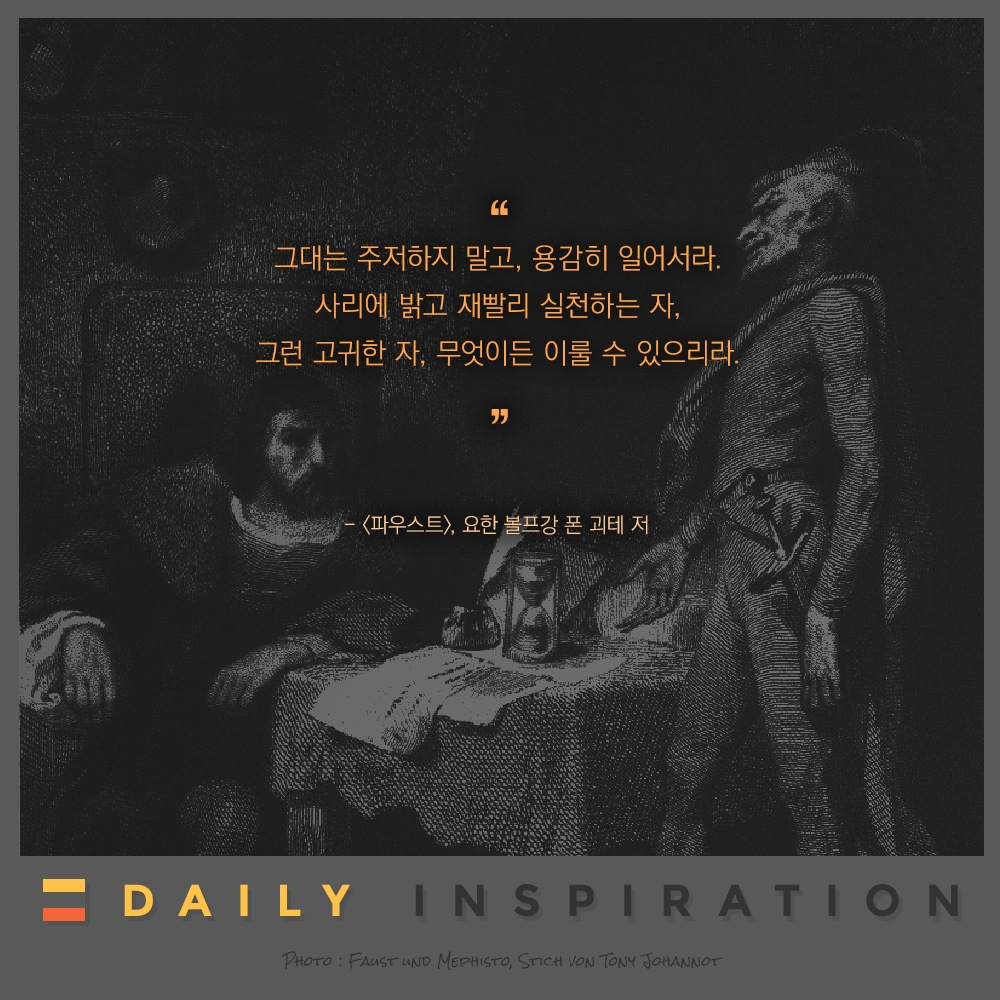 “
그대는 주저하지 말고, 용감히 일어서라.
사리에 밝고 재빨리 실천하는 자,
그런 고귀한 자, 무엇이든 이룰 수 있으리라.
”
– 〈파우스트〉, 요한 볼프강 폰 괴테 저
DAILY INSPIRATION
Photo : Faust und Mephisto, Stich von Tony Johannot